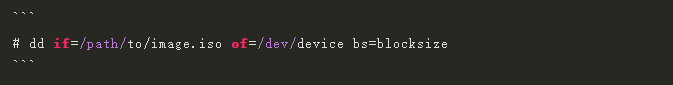 ```
# dd if=/path/to/image.iso of=/dev/device bs=blocksize
```